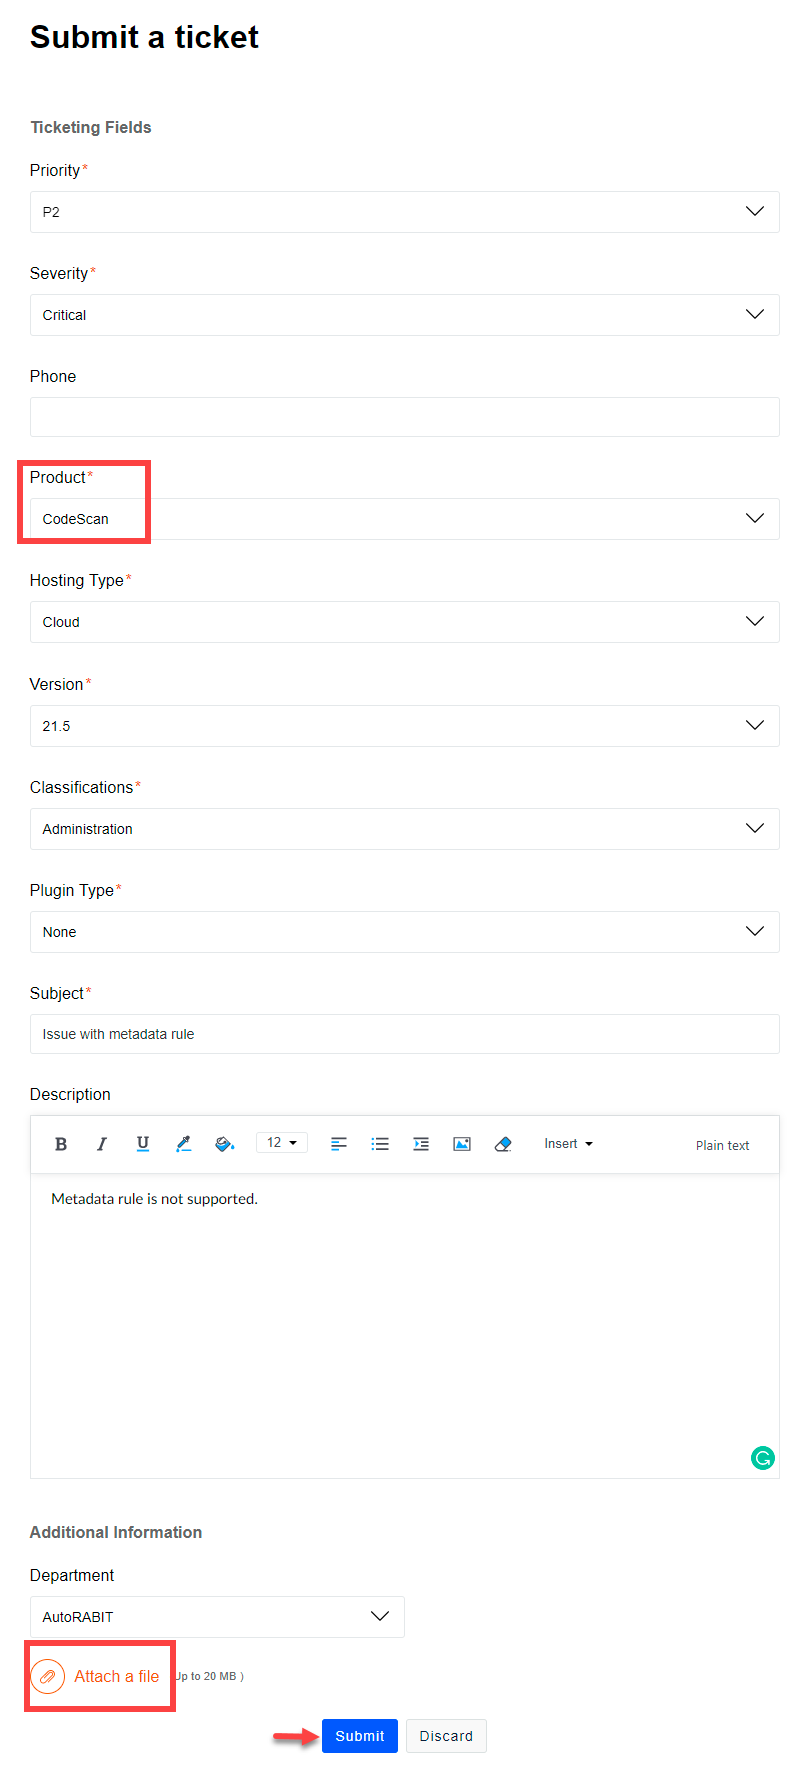 Submit a ticket
Ticketing Fields
Priority*
P2
Severity*
Critical
Phone
Product*
CodeScan
Hosting Type*
Cloud
Version*
21.5
Classifications*
Administration
Plugin Type*
None
Subject*
Issue with metadata rule
Description
B I U 12 Insert Plain text
Metadata rule is not supported.
Additional Information
Department
AutoRABIT
Attach a file Up to 20 MB )
Submit Discard